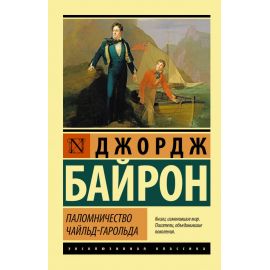 N
ДЖОРДЖ
БАЙРОН
ПАЛОМНИЧЕСТВО
ЧАЙЛЬД-ГАРОЛЬДА
Книги, изменившие мир.
Писатели, объединившие
поколения.
ЭКСКЛЮЗИВНАЯ КЛАССИКА